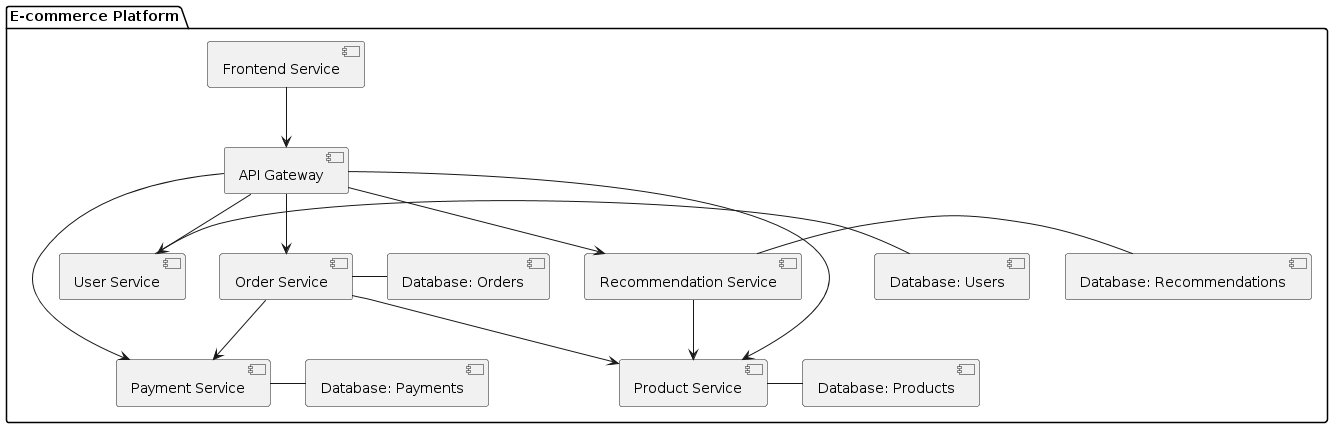 E-commerce Platform
Frontend Service
API Gateway
User Service
Order Service
Database: Orders
Recommendation Service
Database: Users
Database: Recommendations
Payment Service
Database: Payments
Product Service
Database: Products